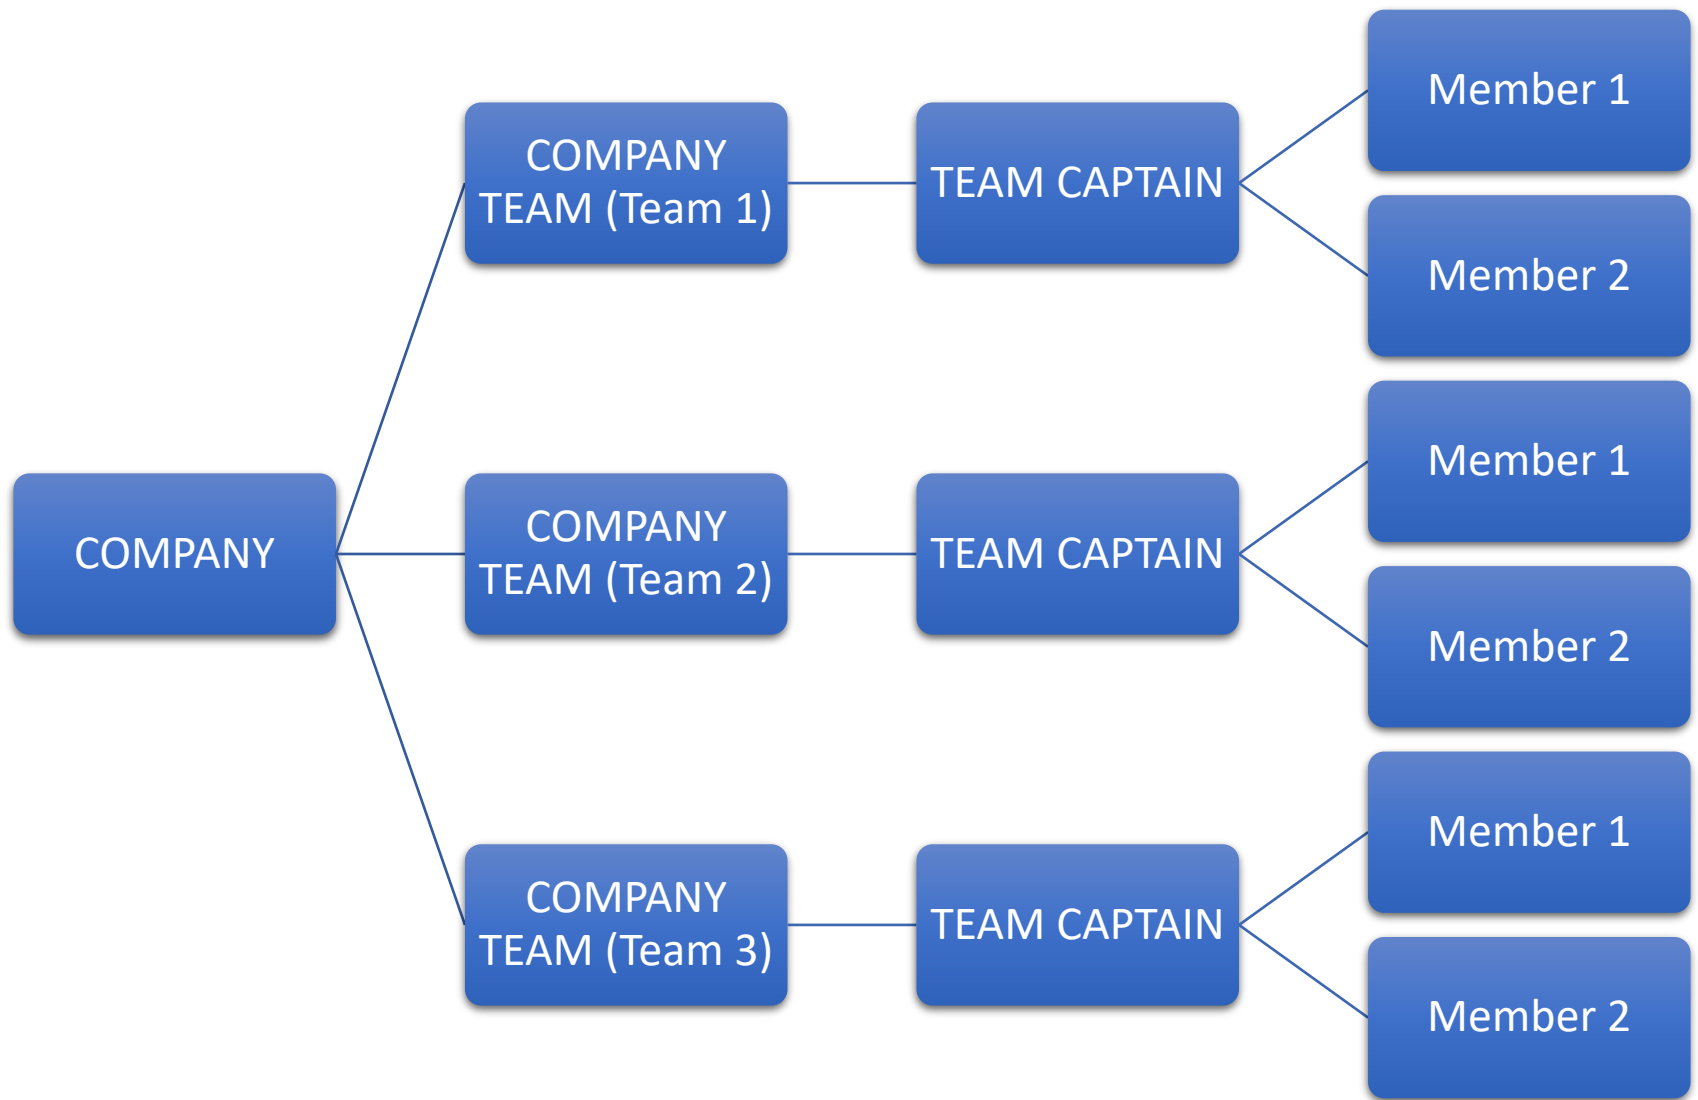 COMPANY
COMPANY
TEAM (Team 1)
TEAM CAPTAIN
Member 1
Member 2
COMPANY
TEAM (Team 2)
TEAM CAPTAIN
Member 1
Member 2
COMPANY
TEAM (Team 3)
TEAM CAPTAIN
Member 1
Member 2